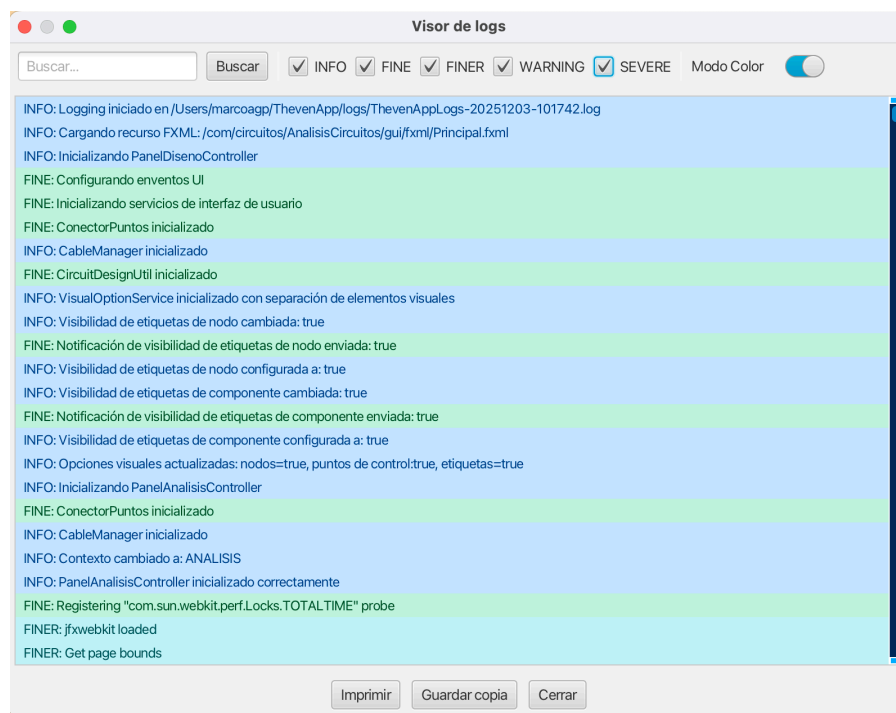 Visor de logs
Buscar... Buscar INFO FINE FINER WARNING SEVERE Modo Color
INFO: Logging iniciado en /Users/marcoagp/ThevenApp/logs/ThevenAppLogs-20251203-101742.log
INFO: Cargando recurso FXML: /com/circuitos/AnalisisCircuitos/gui/fxml/Principal.fxml
INFO: Inicializando PanelDisenoController
FINE: Configurando enventos UI
FINE: Inicializando servicios de interfaz de usuario
FINE: ConectorPuntos inicializado
INFO: CableManager inicializado
FINE: CircuitDesignUtil inicializado
INFO: VisualOptionService inicializado con separación de elementos visuales
INFO: Visibilidad de etiquetas de nodo cambiada: true
FINE: Notificación de visibilidad de etiquetas de nodo enviada: true
INFO: Visibilidad de etiquetas de nodo configurada a: true
INFO: Visibilidad de etiquetas de componente cambiada: true
FINE: Notificación de visibilidad de etiquetas de componente enviada: true
INFO: Visibilidad de etiquetas de componente configurada a: true
INFO: Opciones visuales actualizadas: nodos=true, puntos de control:true, etiquetas=true
INFO: Inicializando PanelAnalisisController
FINE: ConectorPuntos inicializado
INFO: CableManager inicializado
INFO: Contexto cambiado a: ANALISIS
INFO: PanelAnalisisController inicializado correctamente
FINE: Registering "com.sun.webkit.perf.Locks.TOTALTIME" probe
FINER: jfxwebkit loaded
FINER: Get page bounds
Imprimir Guardar copia Cerrar